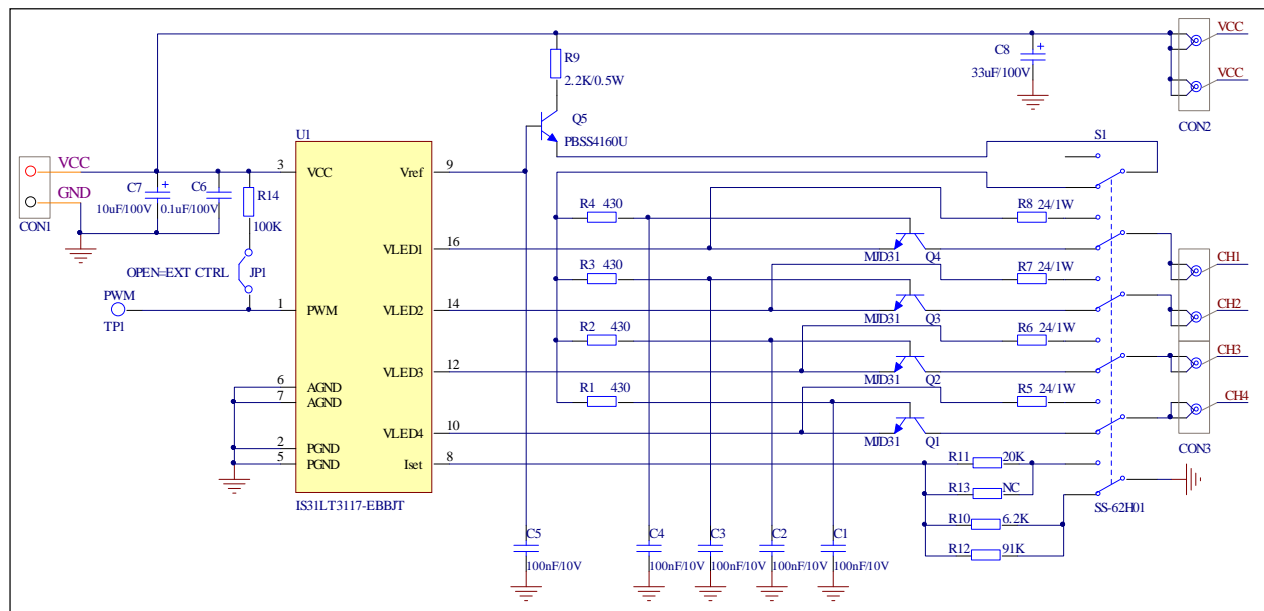 VCC
C8
+
33uF/100V
VCC
CON2
R9
2.2K/0.5W
Q5
PBSS4160U
S1
U1
VCC
GND
CON1
C7
+
10uF/100V
C6
0.1uF/100V
R14
100K
OPEN=EXT CTRL
JP1
PWM
TP1
3
VCC
1
PWM
6
AGND
7
AGND
2
PGND
5
PGND
Vref
9
VLED1
16
VLED2
14
VLED3
12
VLED4
10
Iset
8
IS31LT3117-EBBJT
R4 430
R8 24/1W
MJD31
Q4
R3 430
R7 24/1W
MJD31
Q3
R2 430
R6 24/1W
MJD31
Q2
R1 430
R5 24/1W
MJD31
Q1
CH1
CH2
CH3
CH4
CON3
R11 20K
R13 NC
R10 6.2K
R12 91K
SS-62H01
C5
100nF/10V
C4
100nF/10V
C3
100nF/10V
C2
100nF/10V
C1
100nF/10V